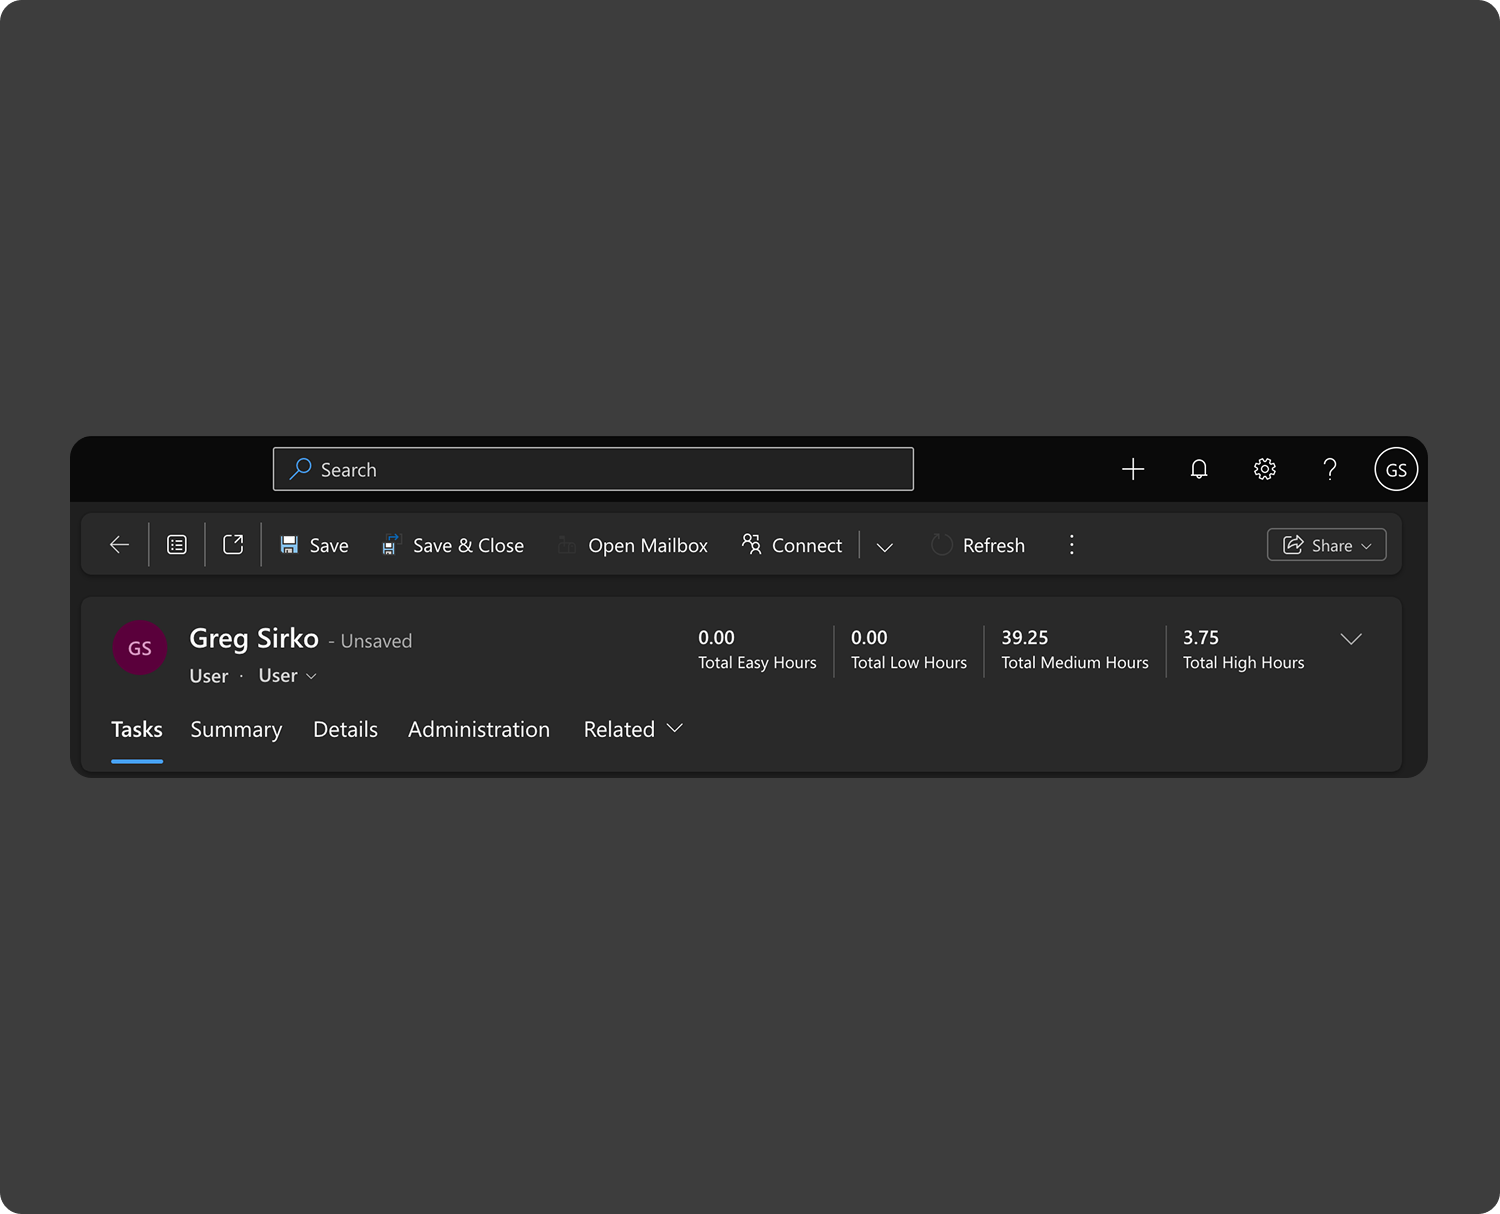 Search
GS
Save
Save & Close
Open Mailbox
Connect
Refresh
Share
GS
Greg Sirko - Unsaved
User · User
0.00
Total Easy Hours
0.00
Total Low Hours
39.25
Total Medium Hours
3.75
Total High Hours
Tasks
Summary
Details
Administration
Related